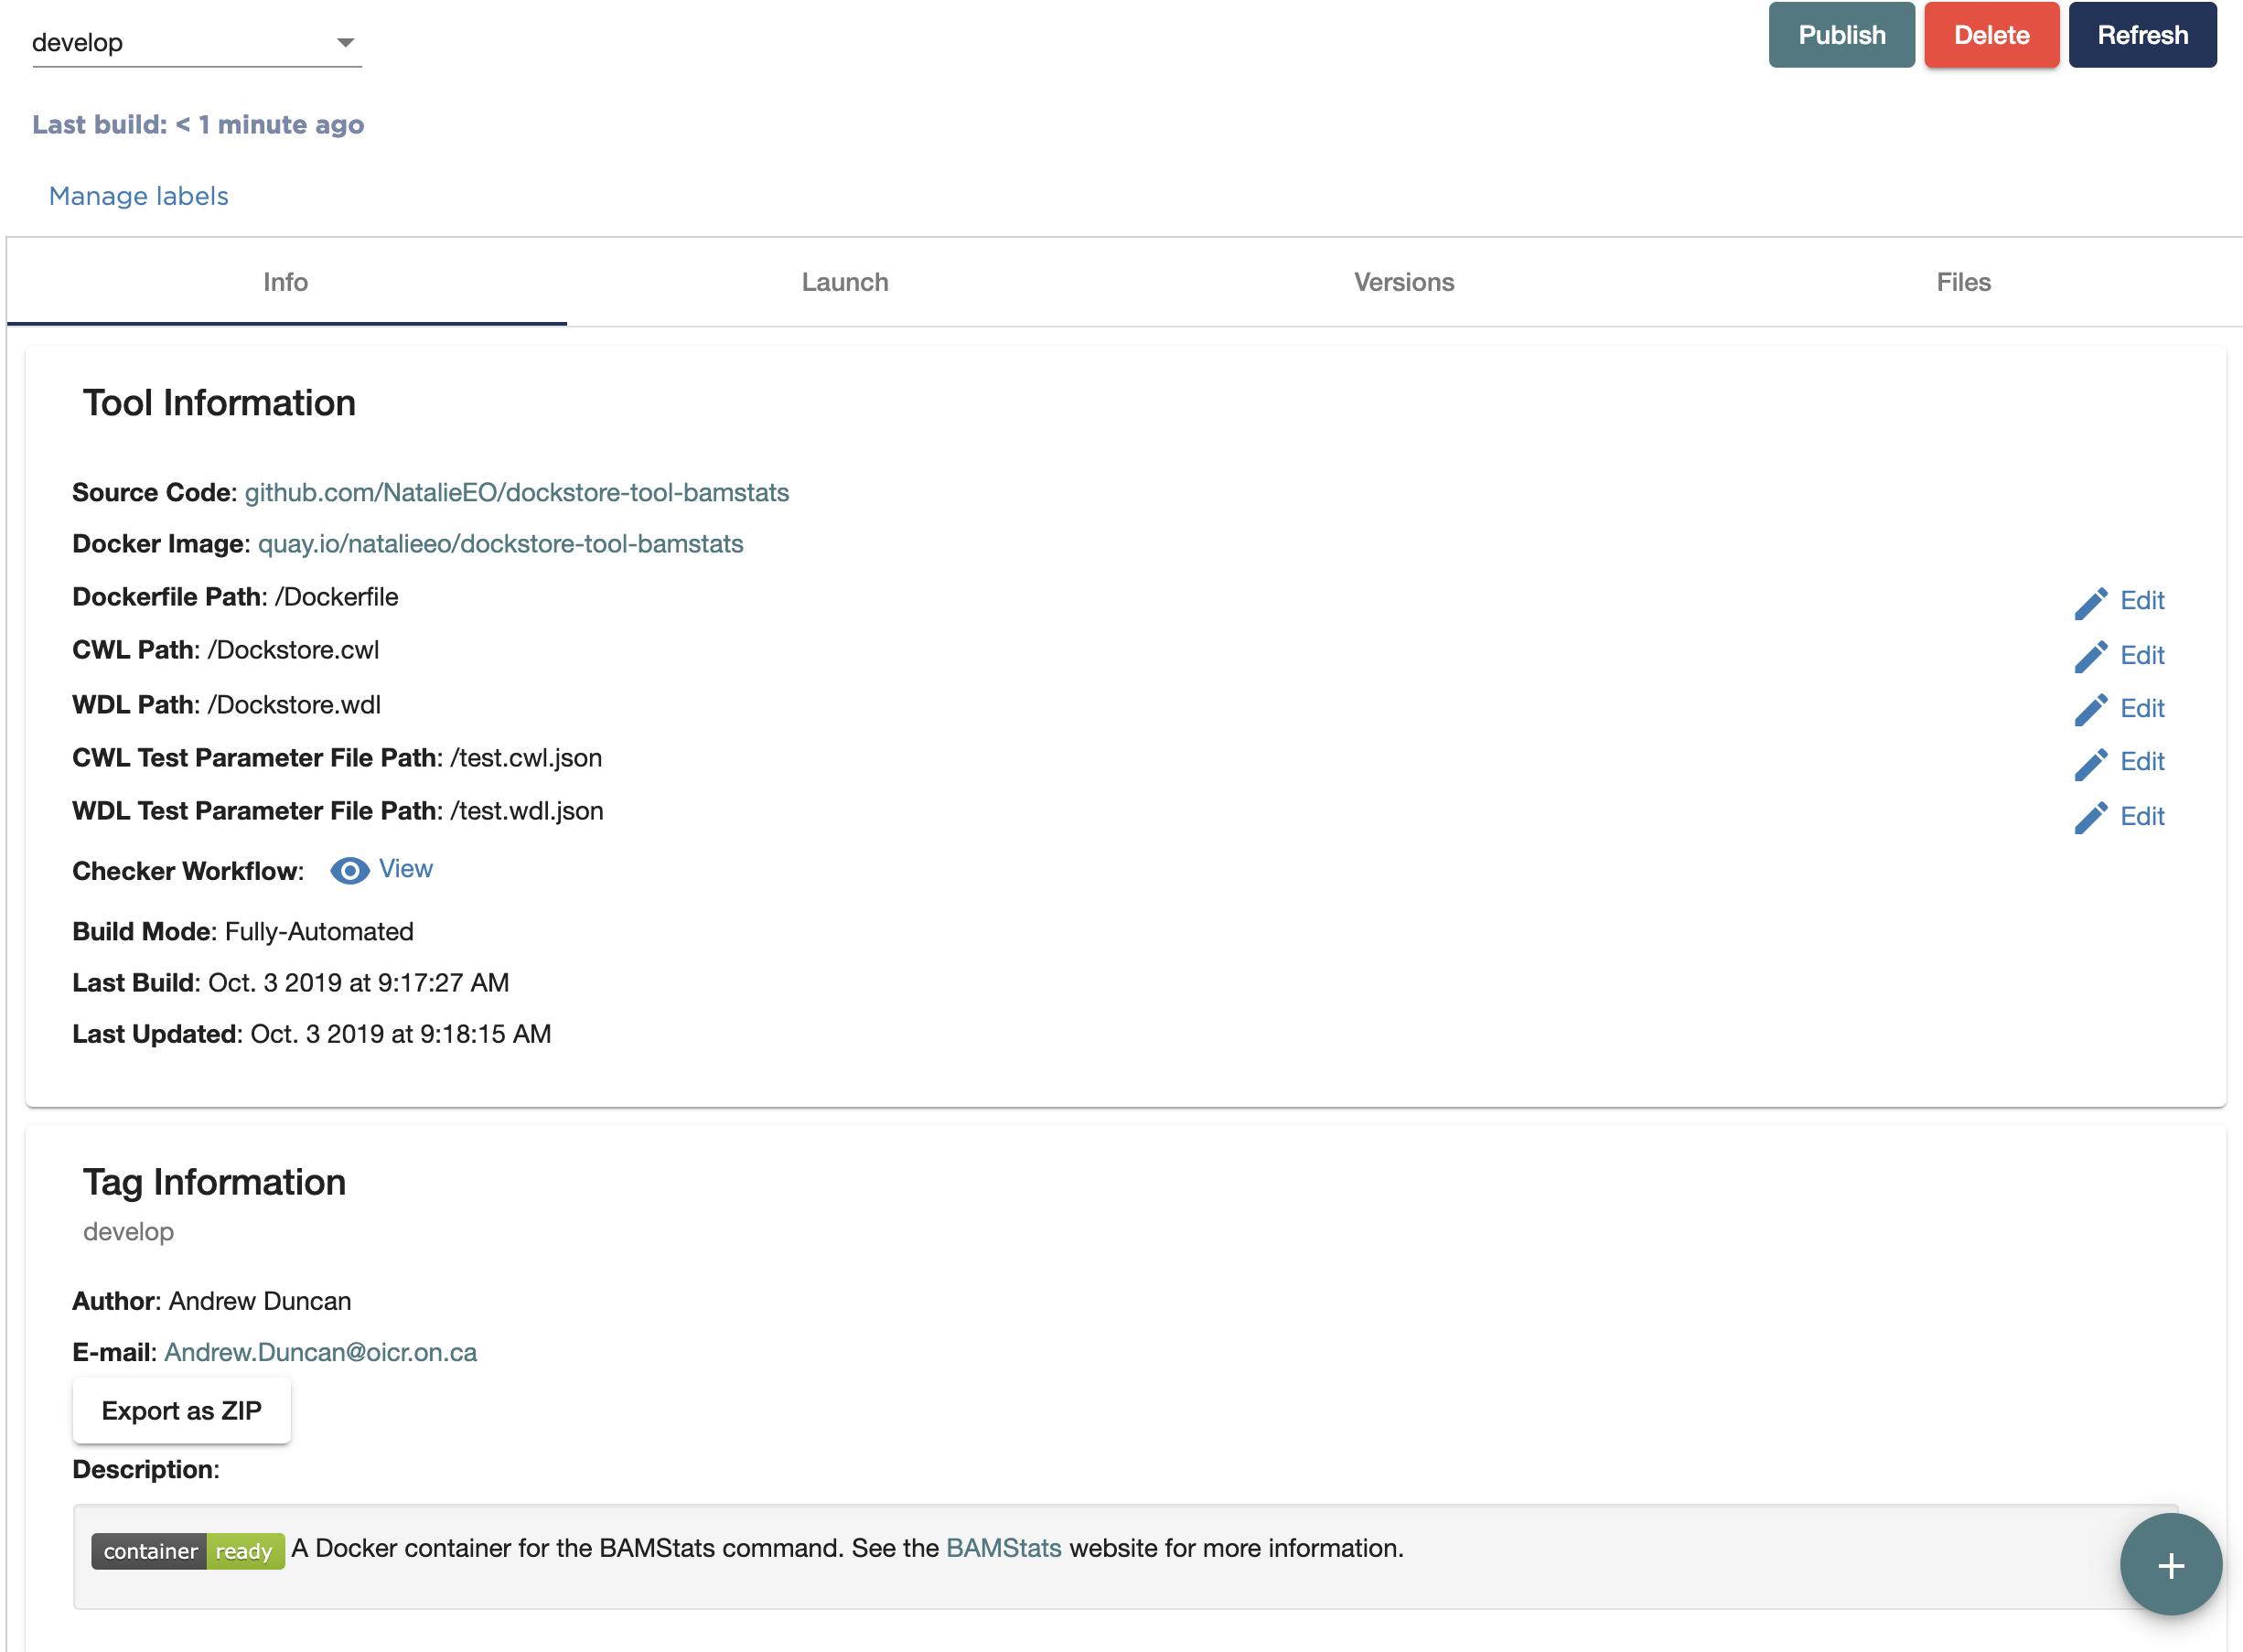 develop
Publish Delete Refresh
Last build: < 1 minute ago
Manage labels
Info Launch Versions Files
Tool Information
Source Code: github.com/NatalieEO/dockstore-tool-bamstats
Docker Image: quay.io/natalieeo/dockstore-tool-bamstats
Dockerfile Path: /Dockerfile Edit
CWL Path: /Dockstore.cwl Edit
WDL Path: /Dockstore.wdl Edit
CWL Test Parameter File Path: /test.cwl.json Edit
WDL Test Parameter File Path: /test.wdl.json Edit
Checker Workflow: View
Build Mode: Fully-Automated
Last Build: Oct. 3 2019 at 9:17:27 AM
Last Updated: Oct. 3 2019 at 9:18:15 AM
Tag Information
develop
Author: Andrew Duncan
E-mail: Andrew.Duncan@oicr.on.ca
Export as ZIP
Description:
container ready A Docker container for the BAMStats command. See the BAMStats website for more information.
+